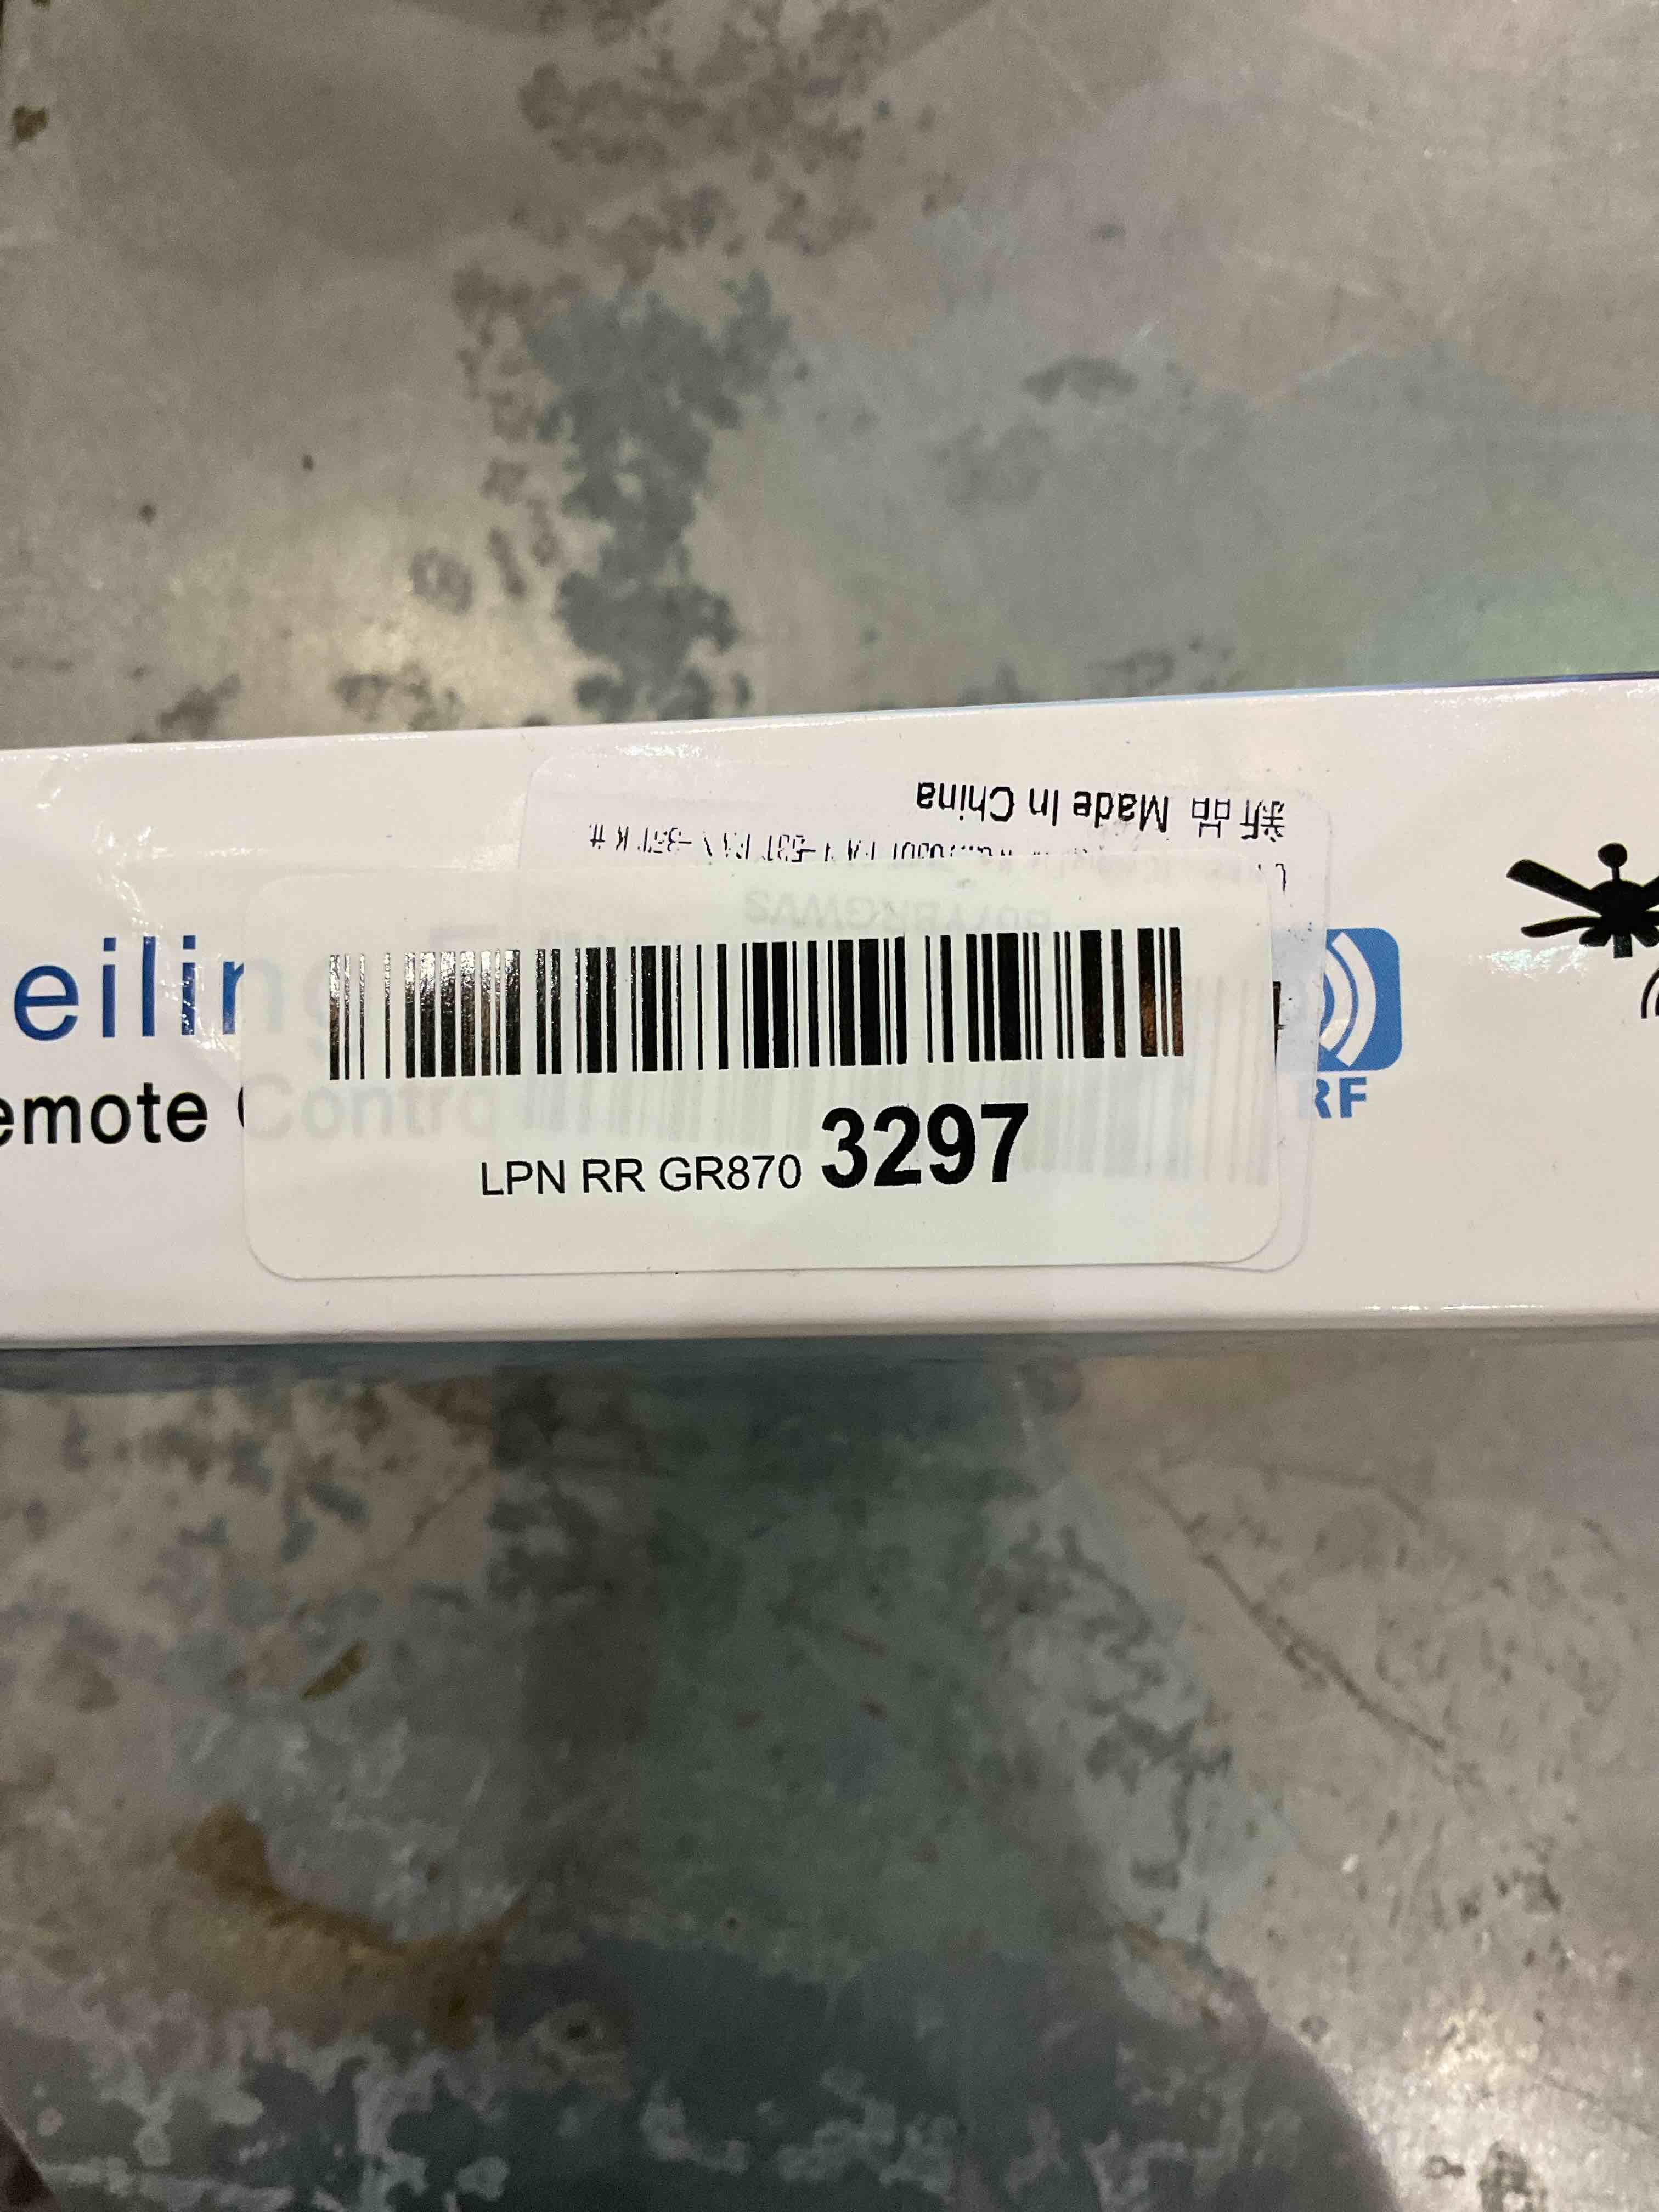 新品 Made In China
eilin
emote
RF
LPN RR GR870 3297